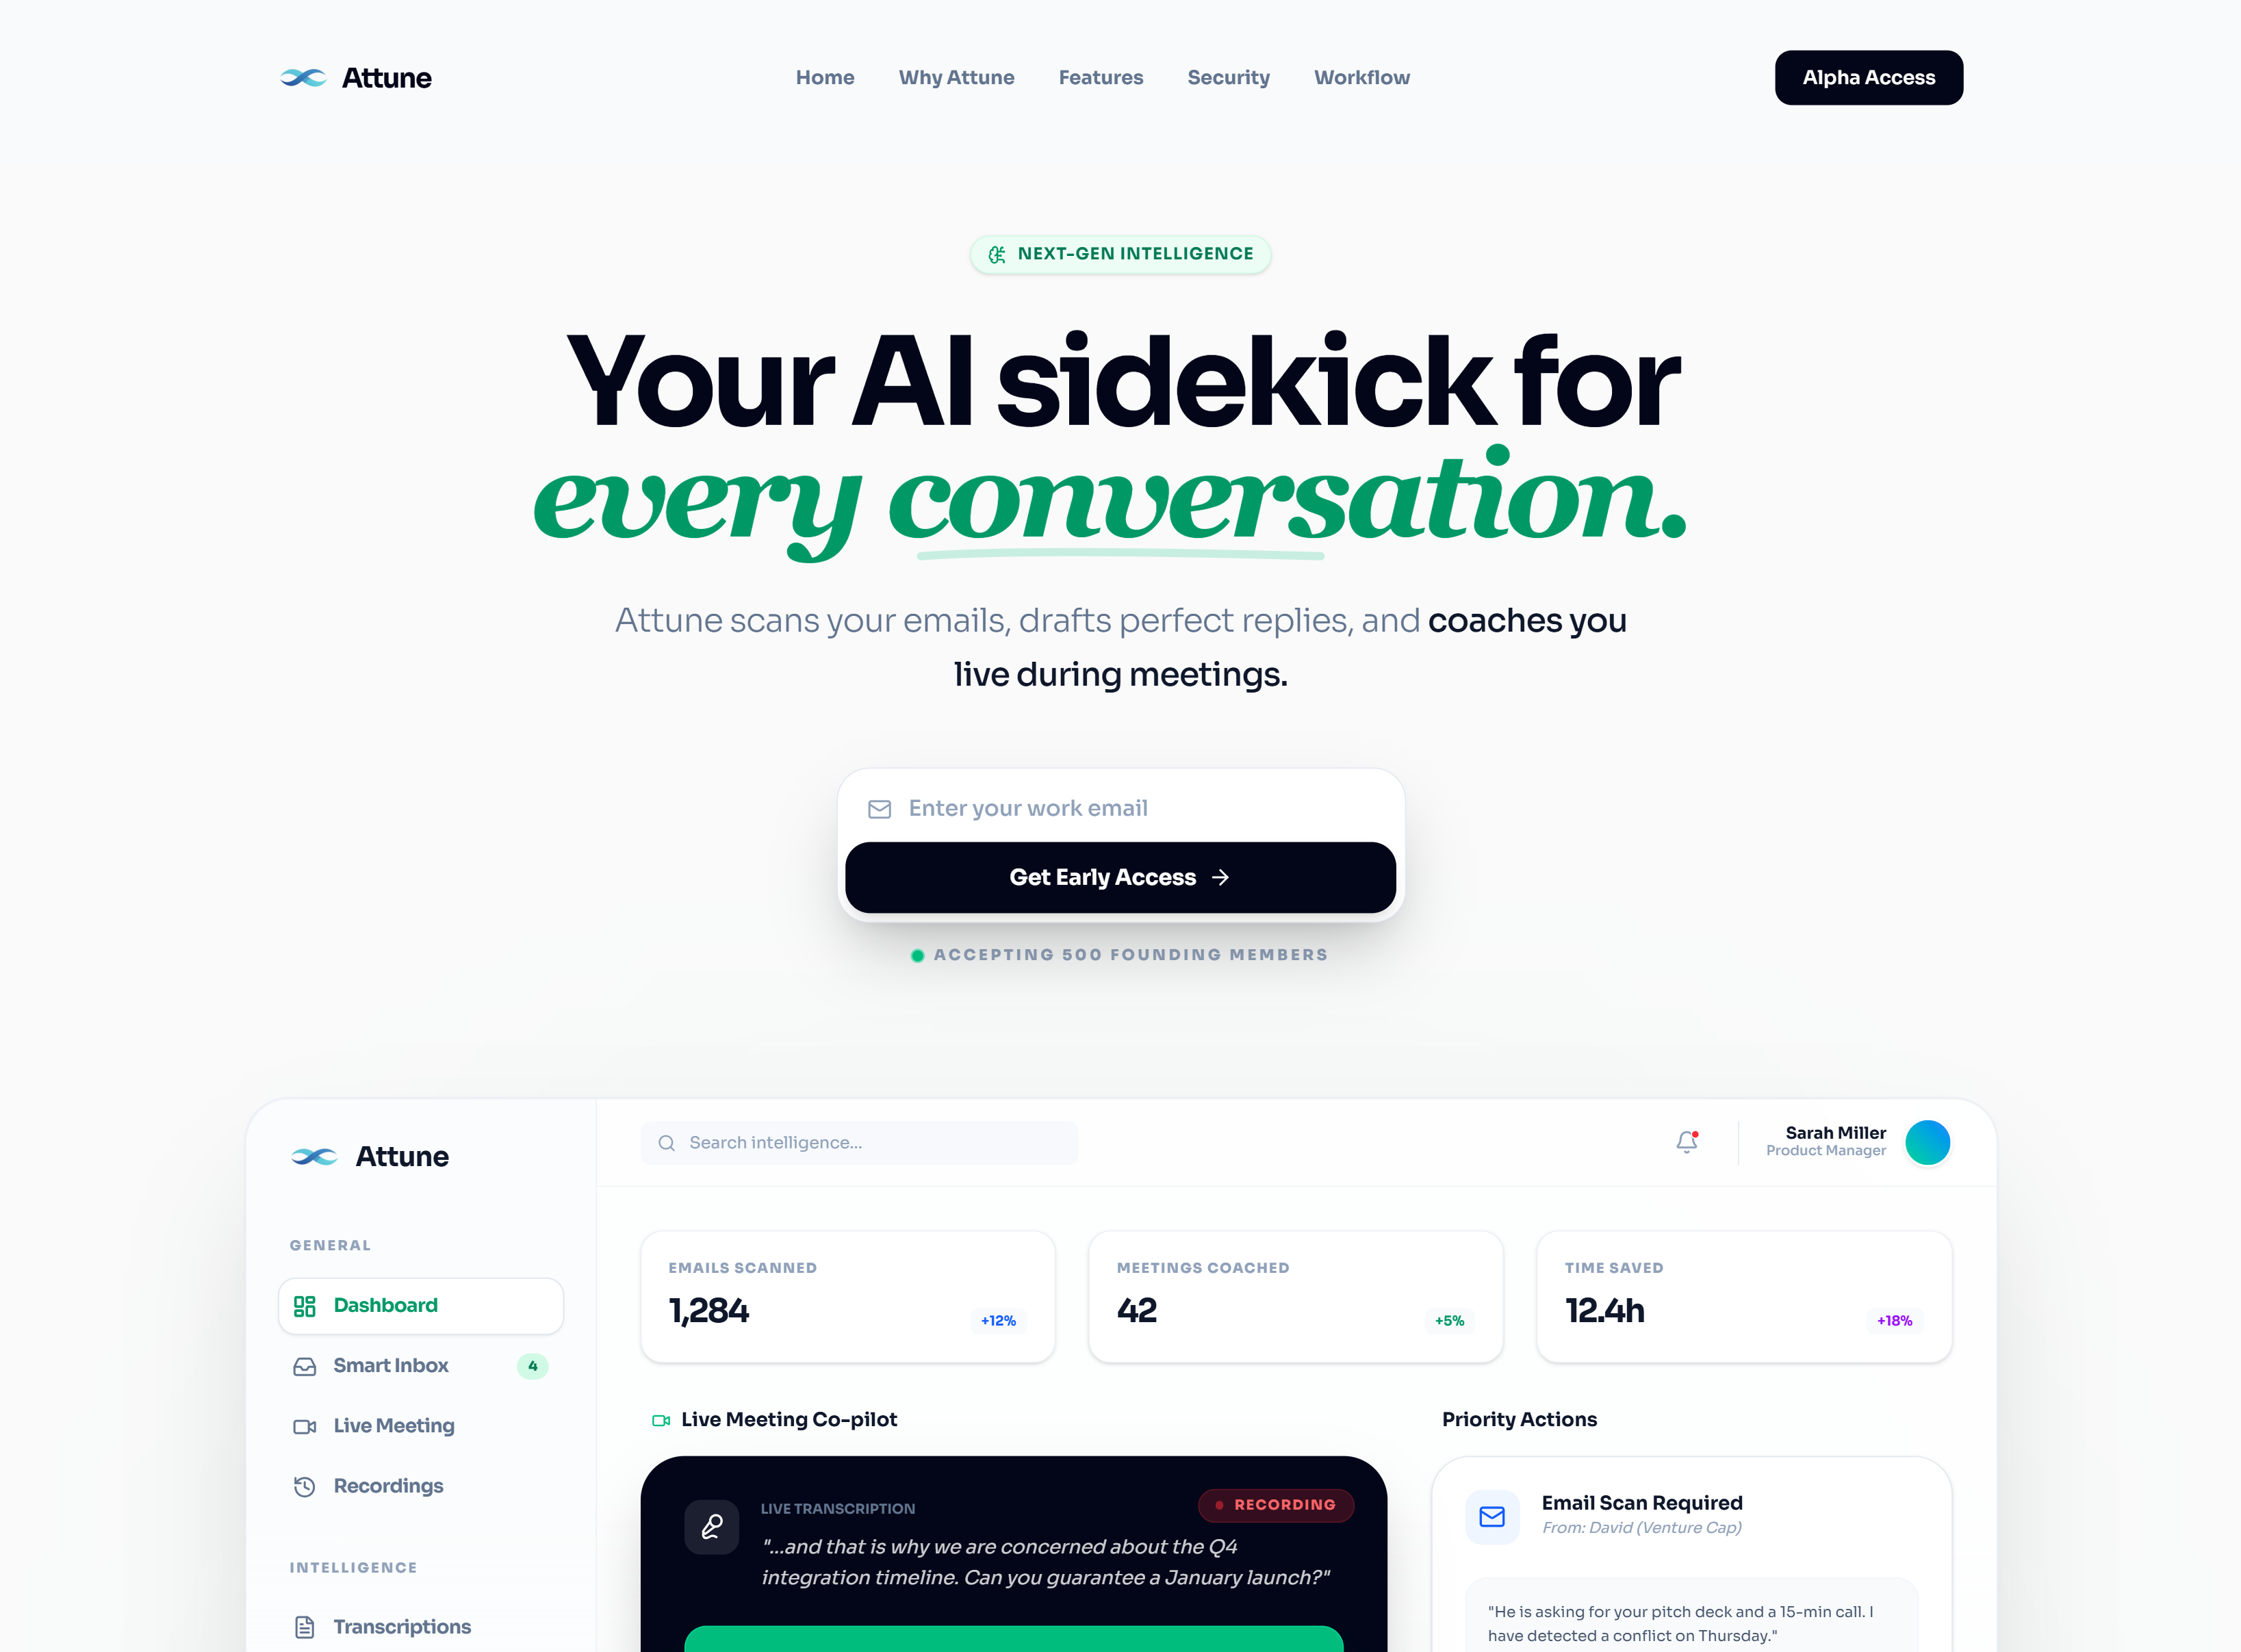 Attune
Home
Why Attune
Features
Security
Workflow
Alpha Access
NEXT-GEN INTELLIGENCE
Your AI sidekick for
every conversation.
Attune scans your emails, drafts perfect replies, and coaches you
live during meetings.
Enter your work email
Get Early Access
ACCEPTING 500 FOUNDING MEMBERS
Attune
GENERAL
Dashboard
Smart Inbox
4
Live Meeting
Recordings
INTELLIGENCE
Transcriptions
Search intelligence...
Sarah Miller
Product Manager
EMAILS SCANNED
1,284
+12%
MEETINGS COACHED
42
+5%
TIME SAVED
12.4h
+18%
Live Meeting Co-pilot
LIVE TRANSCRIPTION
RECORDING
"...and that is why we are concerned about the Q4
integration timeline. Can you guarantee a January launch?"
Priority Actions
Email Scan Required
From: David (Venture Cap)
"He is asking for your pitch deck and a 15-min call. I
have detected a conflict on Thursday."